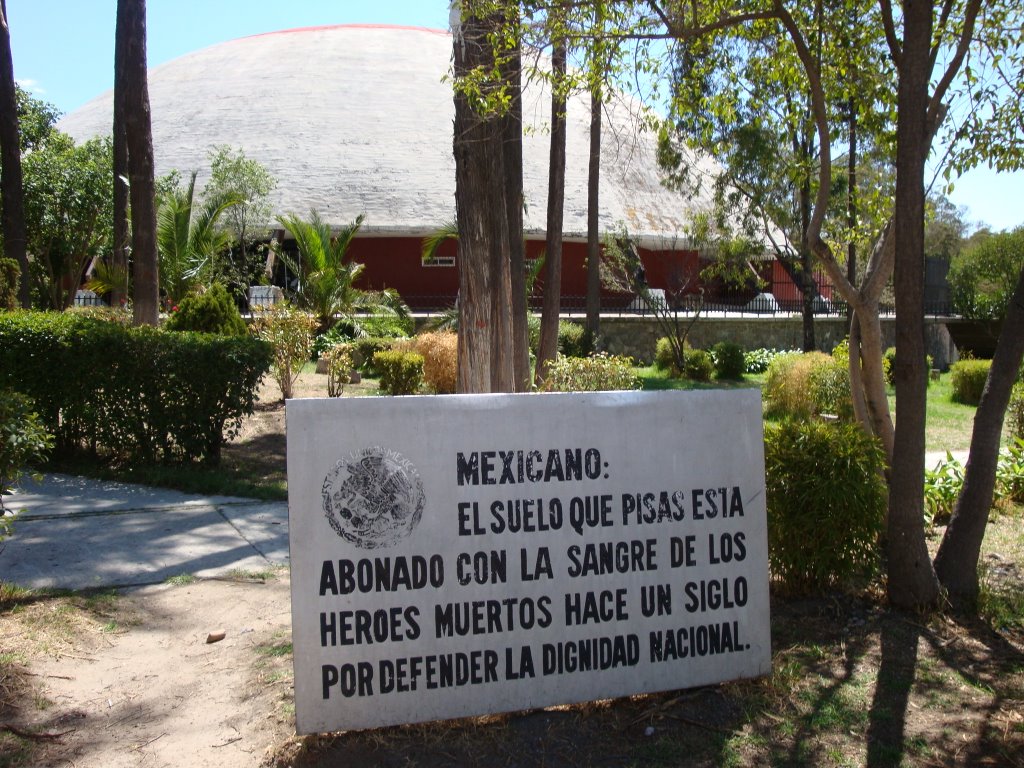 MEXICANO:
EL SUELO QUE PISAS ESTA
ABONADO CON LA SANGRE DE LOS
HEROES MUERTOS HACE UN SIGLO
POR DEFENDER LA DIGNIDAD NACIONAL.